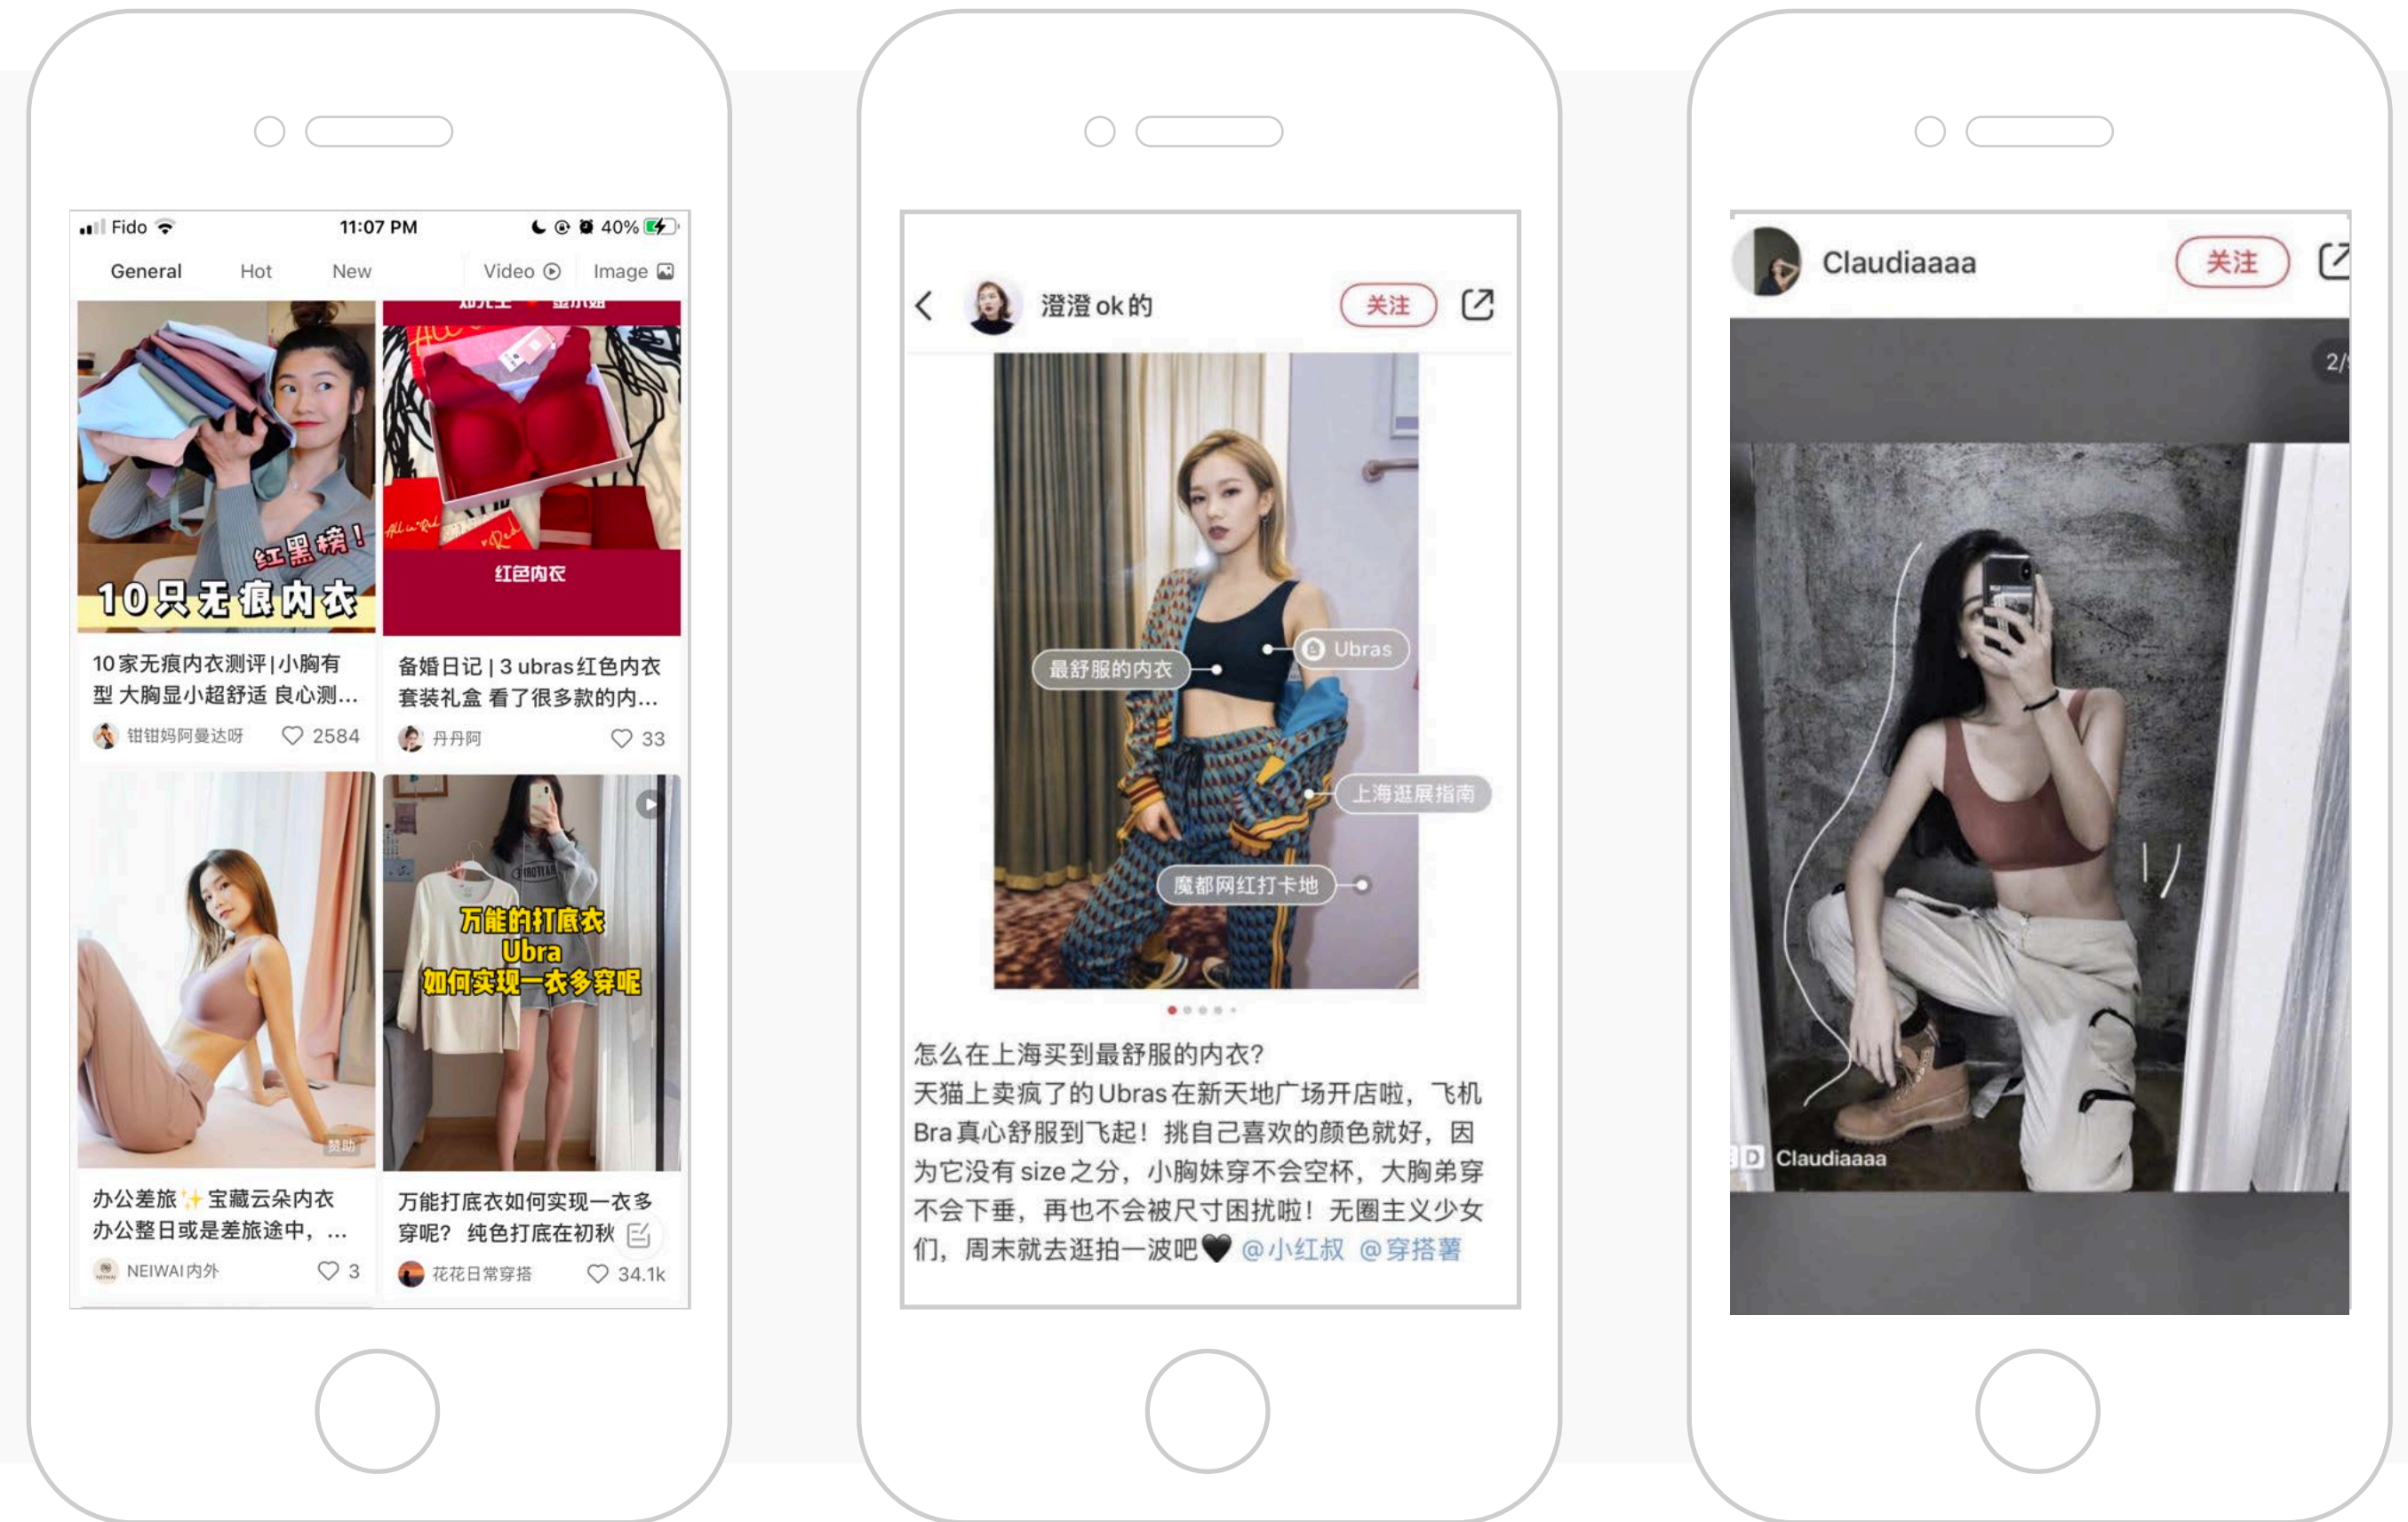 Fido
11:07 PM
40%
General Hot New Video Image
红黑榜！
10只无痕内衣
10家无痕内衣测评|小胸有
型 大胸显小超舒适 良心测...
钳钳妈阿曼达呀 2584
All in Red
Red
红色内衣
备婚日记 | 3 ubras红色内衣
套装礼盒 看了很多款的内...
丹丹阿 33
赞助
办公差旅✨宝藏云朵内衣
办公整日或是差旅途中，...
NEIWAI内外 3
万能的打底衣
Ubra
如何实现一衣多穿呢
万能打底衣如何实现一衣多
穿呢？ 纯色打底在初秋
花花日常穿搭 34.1k
澄澄ok的 关注
Ubras
最舒服的内衣
上海逛展指南
魔都网红打卡地
怎么在上海买到最舒服的内衣?
天猫上卖疯了的Ubras在新天地广场开店啦，飞机
Bra真心舒服到飞起！挑自己喜欢的颜色就好，因
为它没有size之分，小胸妹穿不会空杯，大胸弟穿
不会下垂，再也不会被尺寸困扰啦！无圈主义少女
们，周末就去逛拍一波吧🖤 @小红叔 @穿搭薯
Claudiaaaa 关注
2/
D Claudiaaaa